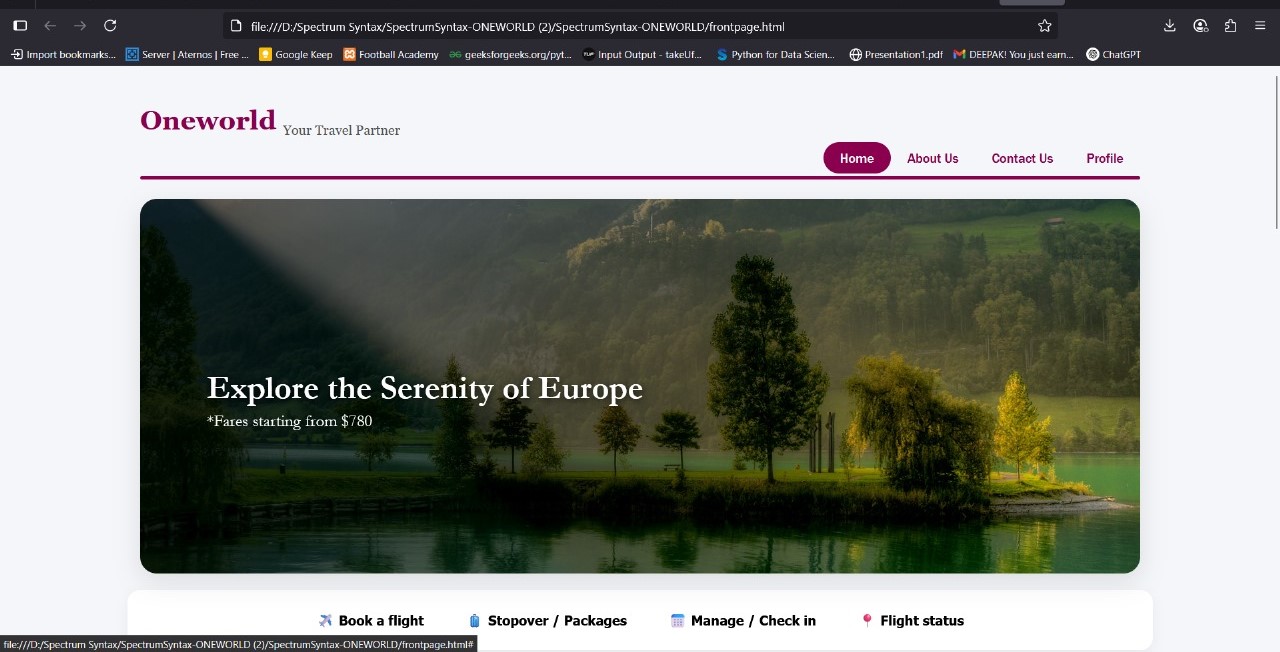 file:///D:/Spectrum Syntax/SpectrumSyntax-ONEWORLD (2)/SpectrumSyntax-ONEWORLD/frontpage.html
Import bookmarks... Server | Aternos | Free ... Google Keep Football Academy geeksforgeeks.org/pyt... Input Output - takeUf... Python for Data Scien... Presentation1.pdf DEEPAK! You just earn... ChatGPT
Oneworld Your Travel Partner
Home About Us Contact Us Profile
Explore the Serenity of Europe
*Fares starting from $780
Book a flight Stopover / Packages Manage / Check in Flight status
file:///D:/Spectrum Syntax/SpectrumSyntax-ONEWORLD (2)/SpectrumSyntax-ONEWORLD/frontpage.html#